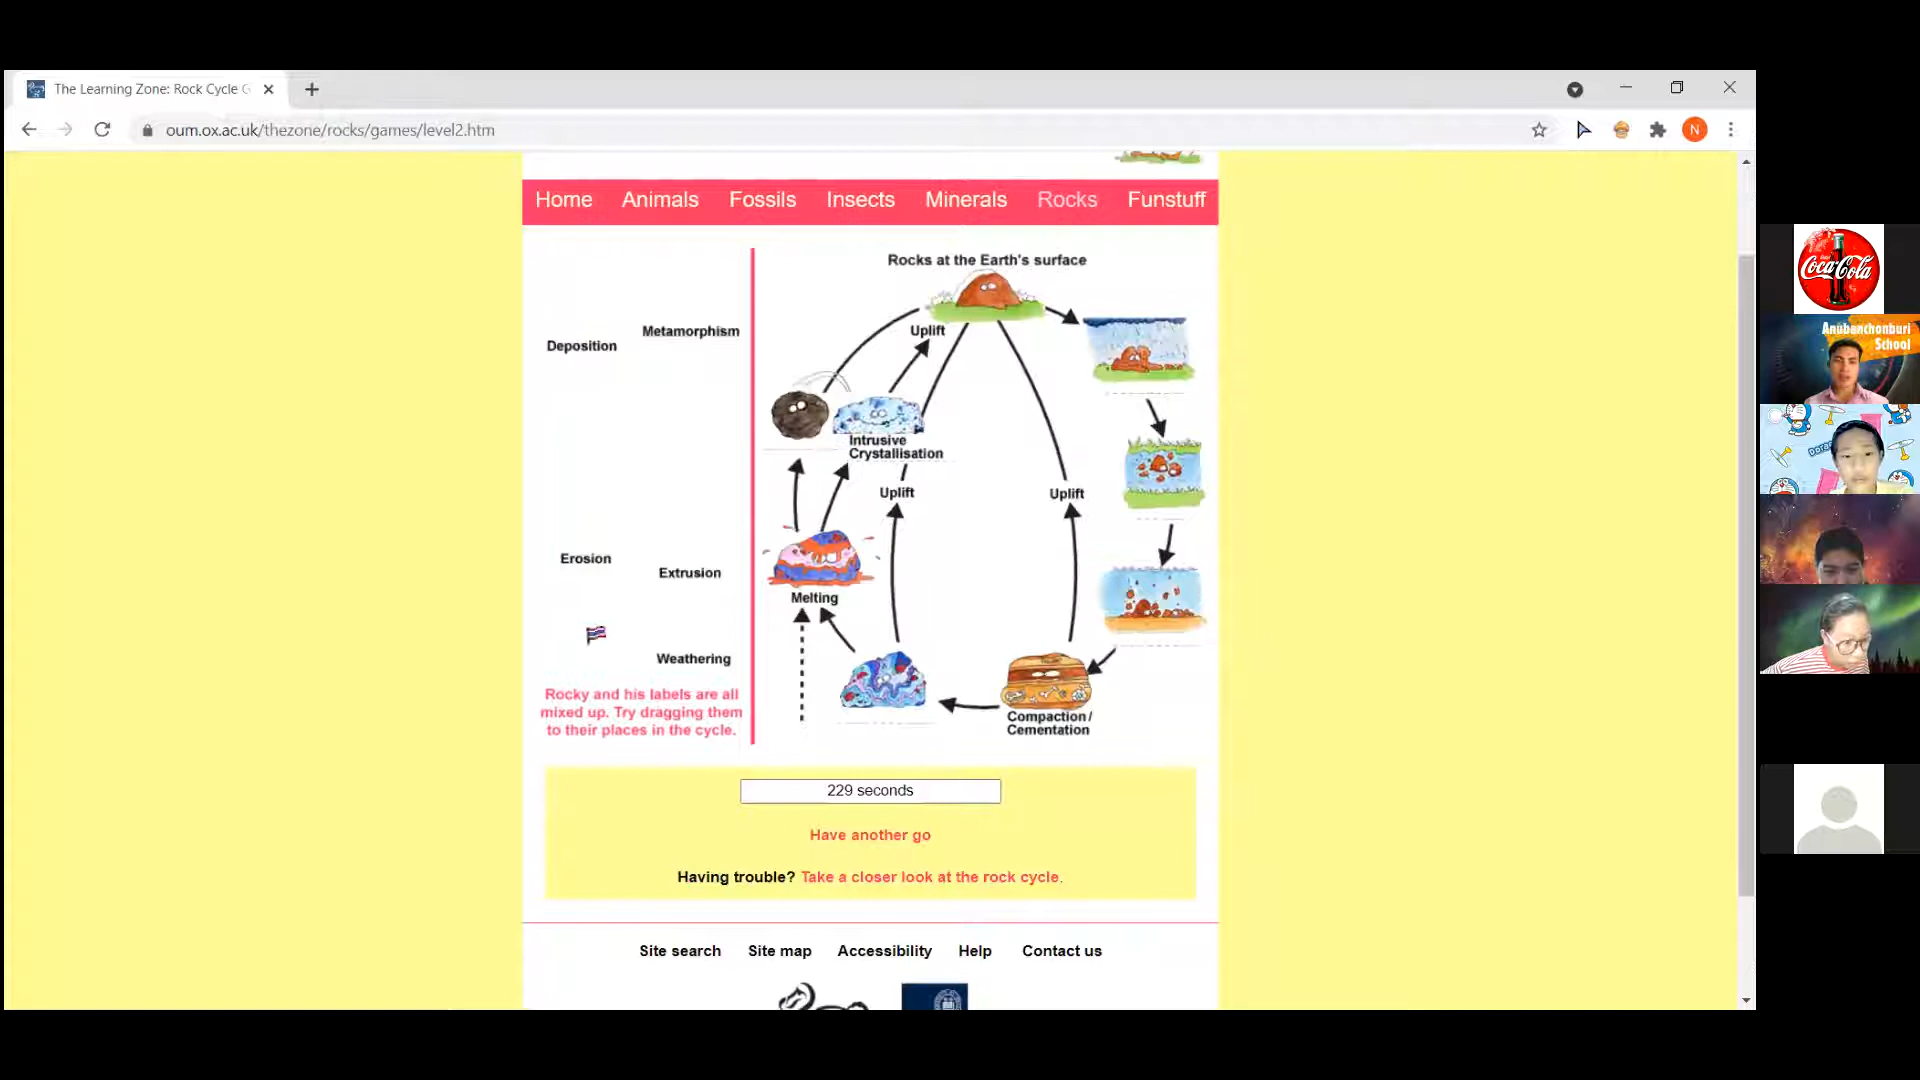 The Learning Zone: Rock Cycle G
oum.ox.ac.uk/thezone/rocks/games/level2.htm
N
Home Animals Fossils Insects Minerals Rocks Funstuff
Rocks at the Earth's surface
Uplift
Metamorphism
Deposition
Intrusive
Crystallisation
Uplift
Uplift
Erosion
Extrusion
Melting
Weathering
Rocky and his labels are all
mixed up. Try dragging them
to their places in the cycle.
Compaction /
Cementation
229 seconds
Have another go
Having trouble? Take a closer look at the rock cycle.
Site search Site map Accessibility Help Contact us
Coca-Cola
Anubanchonburi
School